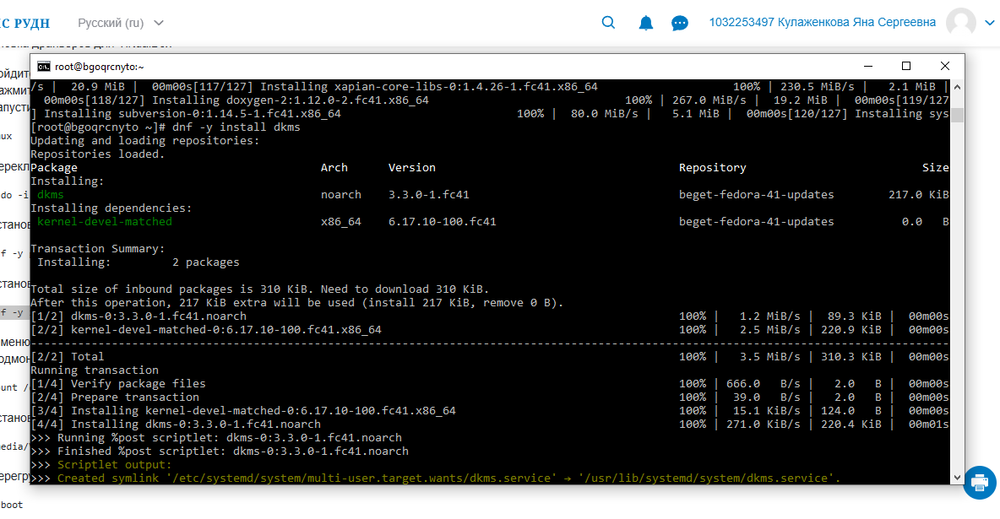 С РУДН
Русский (ru)
1032253497 Кулаженкова Яна Сергеевна
root@bgoqrcnyto:~
/s | 20.9 MiB | 00m00s[117/127] Installing xapian-core-libs-0:1.4.26-1.fc41.x86_64 100% | 230.5 MiB/s | 2.1 MiB |
00m00s[118/127] Installing doxygen-2:1.12.0-2.fc41.x86_64 100% | 267.0 MiB/s | 19.2 MiB | 00m00s[119/127
] Installing subversion-0:1.14.5-1.fc41.x86_64 100% | 80.0 MiB/s | 5.1 MiB | 00m00s[120/127] Installing sys
[root@bgoqrcnyto ~]# dnf -y install dkms
Updating and loading repositories:
Repositories loaded.
Package Arch Version Repository Size
Installing:
dkms noarch 3.3.0-1.fc41 beget-fedora-41-updates 217.0 KiB
Installing dependencies:
kernel-devel-matched x86_64 6.17.10-100.fc41 beget-fedora-41-updates 0.0 B
Transaction Summary:
Installing: 2 packages
Total size of inbound packages is 310 KiB. Need to download 310 KiB.
After this operation, 217 KiB extra will be used (install 217 KiB, remove 0 B).
[1/2] dkms-0:3.3.0-1.fc41.noarch 100% | 1.2 MiB/s | 89.3 KiB | 00m00s
[2/2] kernel-devel-matched-0:6.17.10-100.fc41.x86_64 100% | 2.5 MiB/s | 220.9 KiB | 00m00s
--------------------------------------------------------------------------------
[2/2] Total 100% | 3.5 MiB/s | 310.3 KiB | 00m00s
Running transaction
[1/4] Verify package files 100% | 666.0 B/s | 2.0 B | 00m00s
[2/4] Prepare transaction 100% | 39.0 B/s | 2.0 B | 00m00s
[3/4] Installing kernel-devel-matched-0:6.17.10-100.fc41.x86_64 100% | 15.1 KiB/s | 124.0 B | 00m00s
[4/4] Installing dkms-0:3.3.0-1.fc41.noarch 100% | 271.0 KiB/s | 220.4 KiB | 00m01s
>>> Running %post scriptlet: dkms-0:3.3.0-1.fc41.noarch
>>> Finished %post scriptlet: dkms-0:3.3.0-1.fc41.noarch
>>> Scriptlet output:
>>> Created symlink '/etc/systemd/system/multi-user.target.wants/dkms.service' → '/usr/lib/systemd/system/dkms.service'.
boot